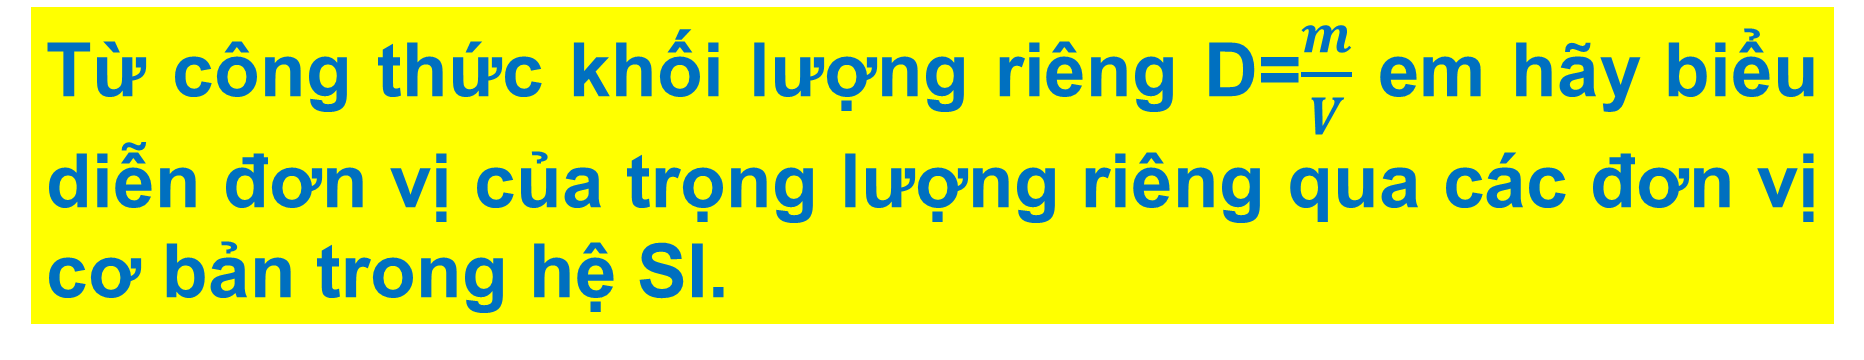 Từ công thức khối lượng riêng D=m/V em hãy biểu
diễn đơn vị của trọng lượng riêng qua các đơn vị
cơ bản trong hệ SI.